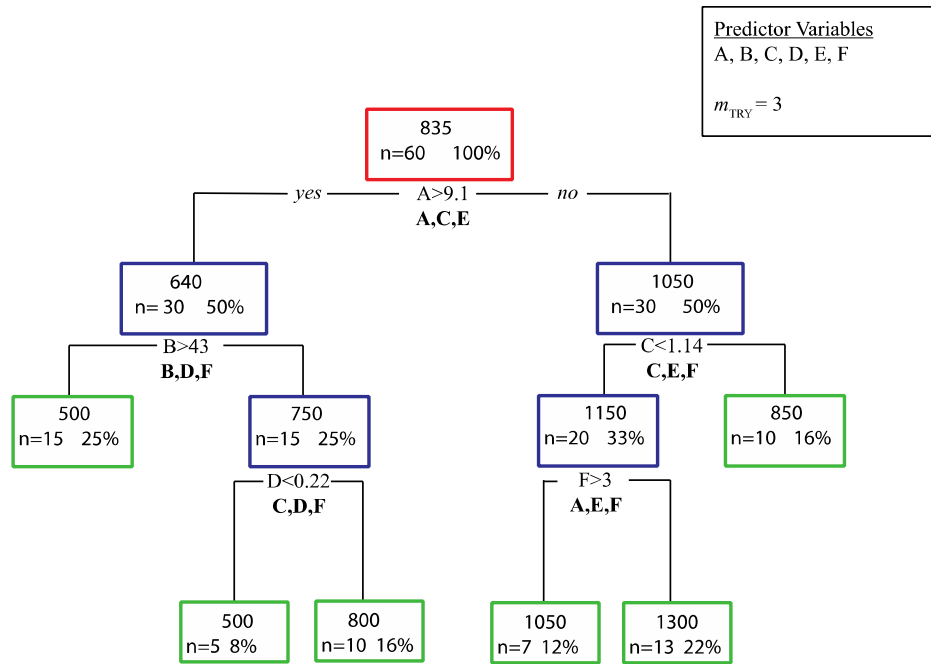 Predictor Variables
A, B, C, D, E, F
mTRY = 3
835
n=60 100%
yes A>9.1 no
A,C,E
640
n= 30 50%
1050
n=30 50%
B>43
B,D,F
C<1.14
C,E,F
500
n=15 25%
750
n=15 25%
1150
n=20 33%
850
n=10 16%
D<0.22
C,D,F
F>3
A,E,F
500
n=5 8%
800
n=10 16%
1050
n=7 12%
1300
n=13 22%